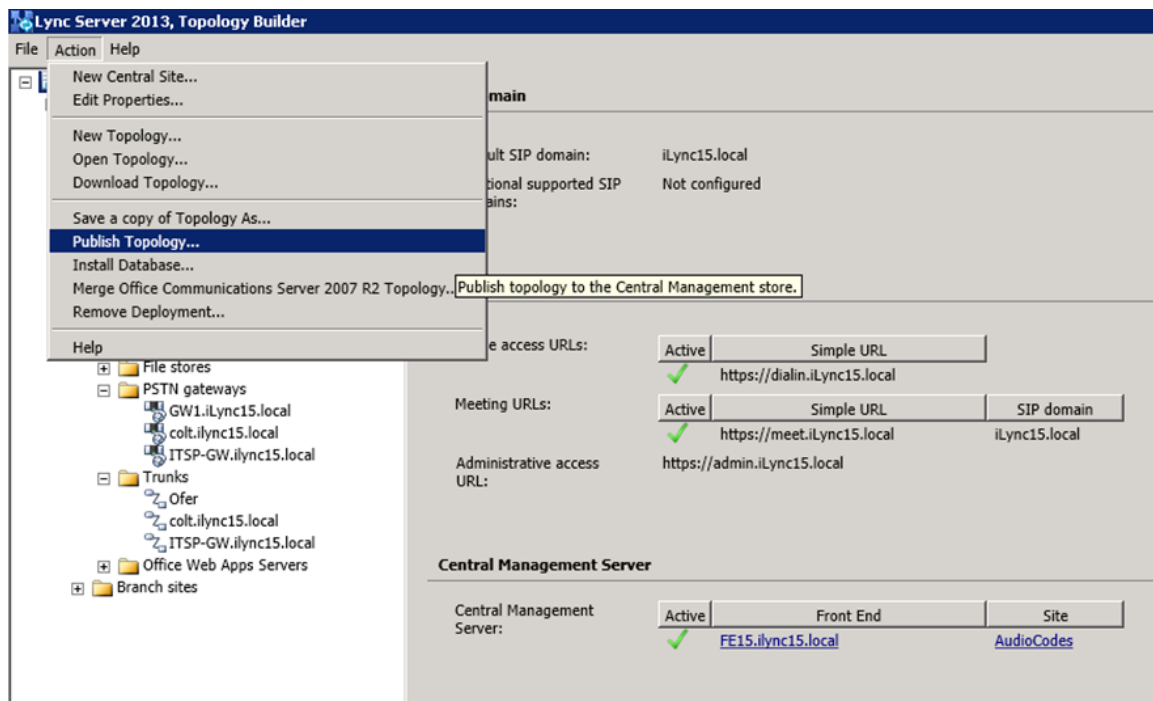 Lync Server 2013, Topology Builder
File Action Help
New Central Site...
Edit Properties...
New Topology...
Open Topology...
Download Topology...
Save a copy of Topology As...
Publish Topology...
Install Database...
Merge Office Communications Server 2007 R2 Topology...
Remove Deployment...
Help
Publish topology to the Central Management store.
File stores
PSTN gateways
GW1.iLync15.local
colt.ilync15.local
ITSP-GW.ilync15.local
Trunks
Ofer
colt.ilync15.local
ITSP-GW.ilync15.local
Office Web Apps Servers
Branch sites
main
ult SIP domain: iLync15.local
tional supported SIP Not configured
ains:
e access URLs: Active Simple URL
https://dialin.iLync15.local
Meeting URLs: Active Simple URL SIP domain
https://meet.iLync15.local iLync15.local
Administrative access https://admin.iLync15.local
URL:
Central Management Server
Central Management Active Front End Site
Server: FE15.ilync15.local AudioCodes